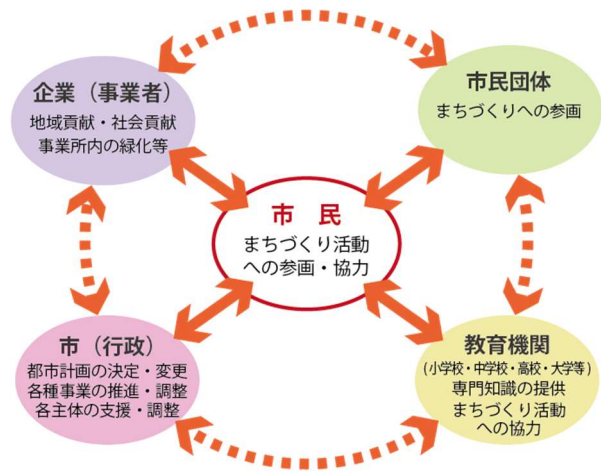 企業（事業者）
地域貢献・社会貢献
事業所内の緑化等
市民団体
まちづくりへの参画
市　民
まちづくり活動
への参画・協力
市（行政）
都市計画の決定・変更
各種事業の推進・調整
各主体の支援・調整
教育機関
(小学校・中学校・高校・大学等)
専門知識の提供
まちづくり活動
への協力